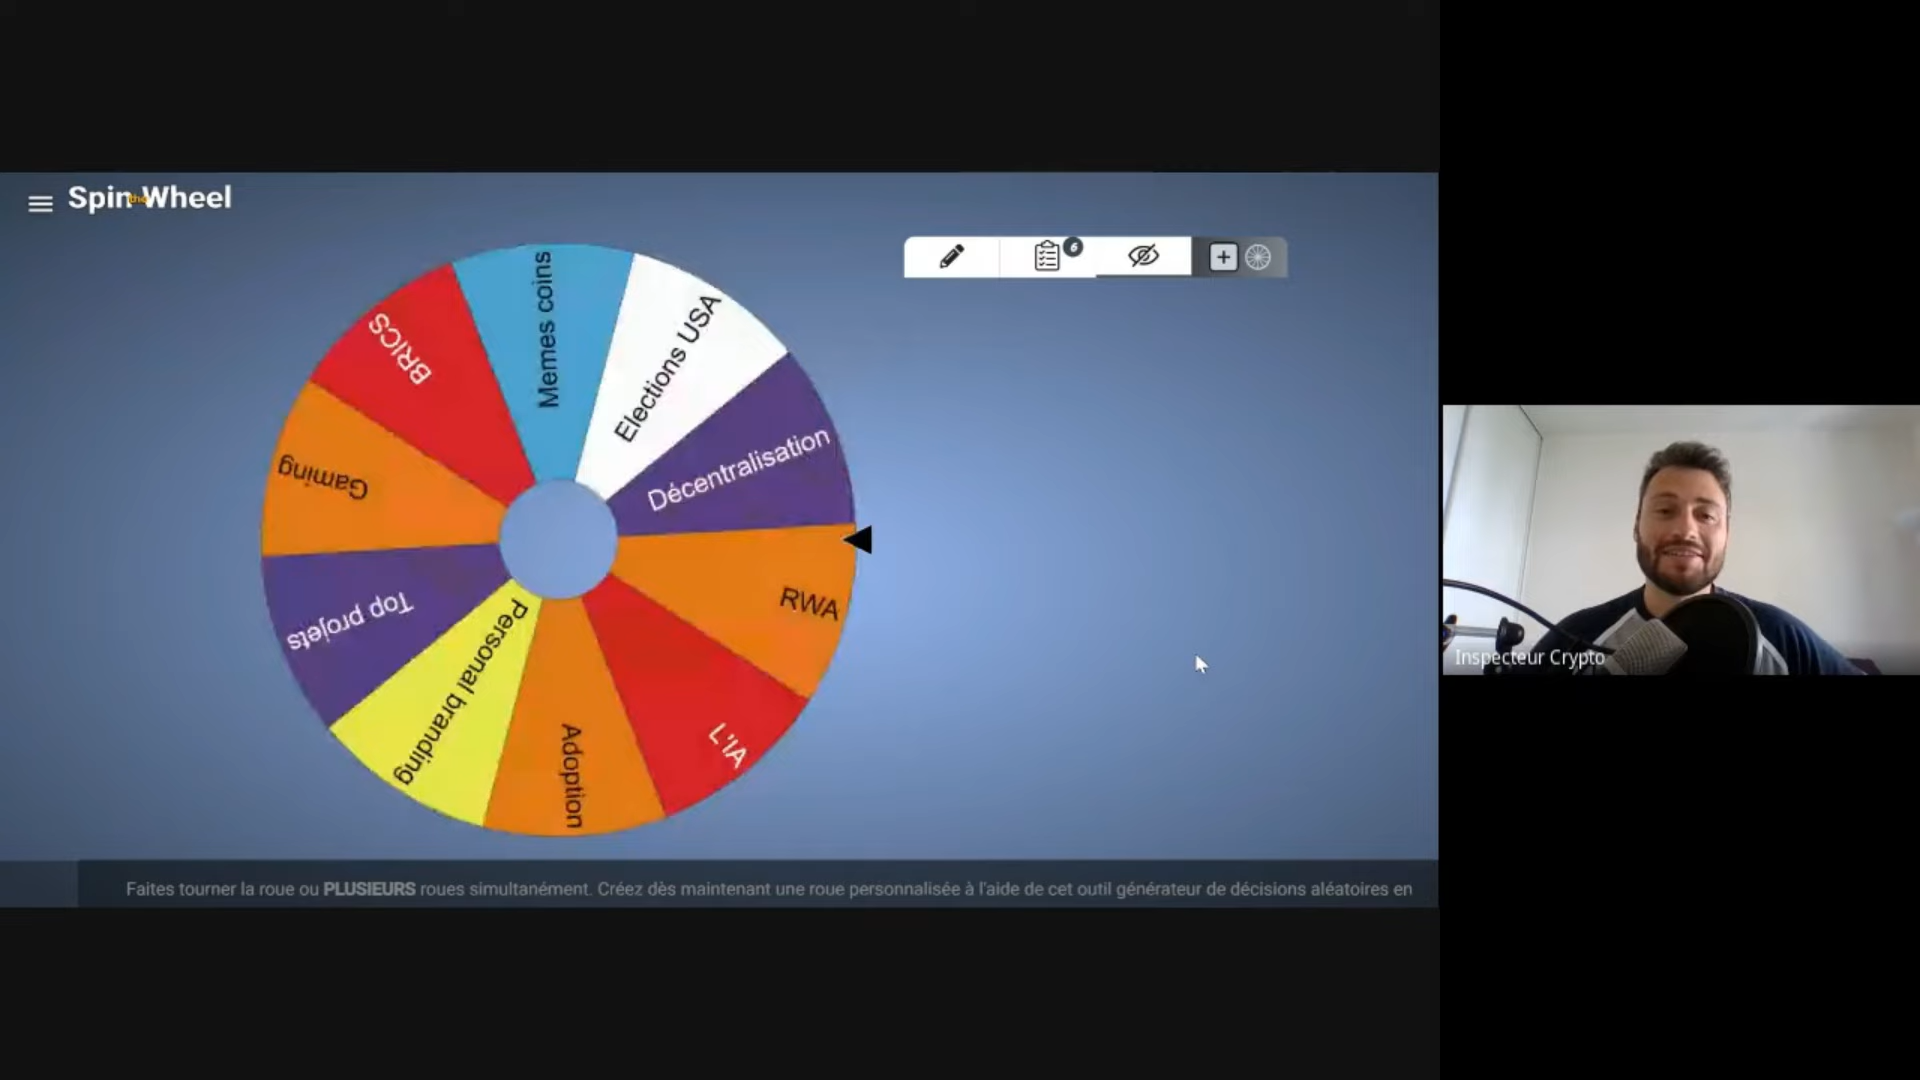 Spin the Wheel
6
Memes coins
Elections USA
Décentralisation
RWA
L'IA
Adoption
Personal branding
Top projets
Gaming
BRICS
Inspecteur Crypto
Faites tourner la roue ou PLUSIEURS roues simultanément. Créez dès maintenant une roue personnalisée à l'aide de cet outil générateur de décisions aléatoires en